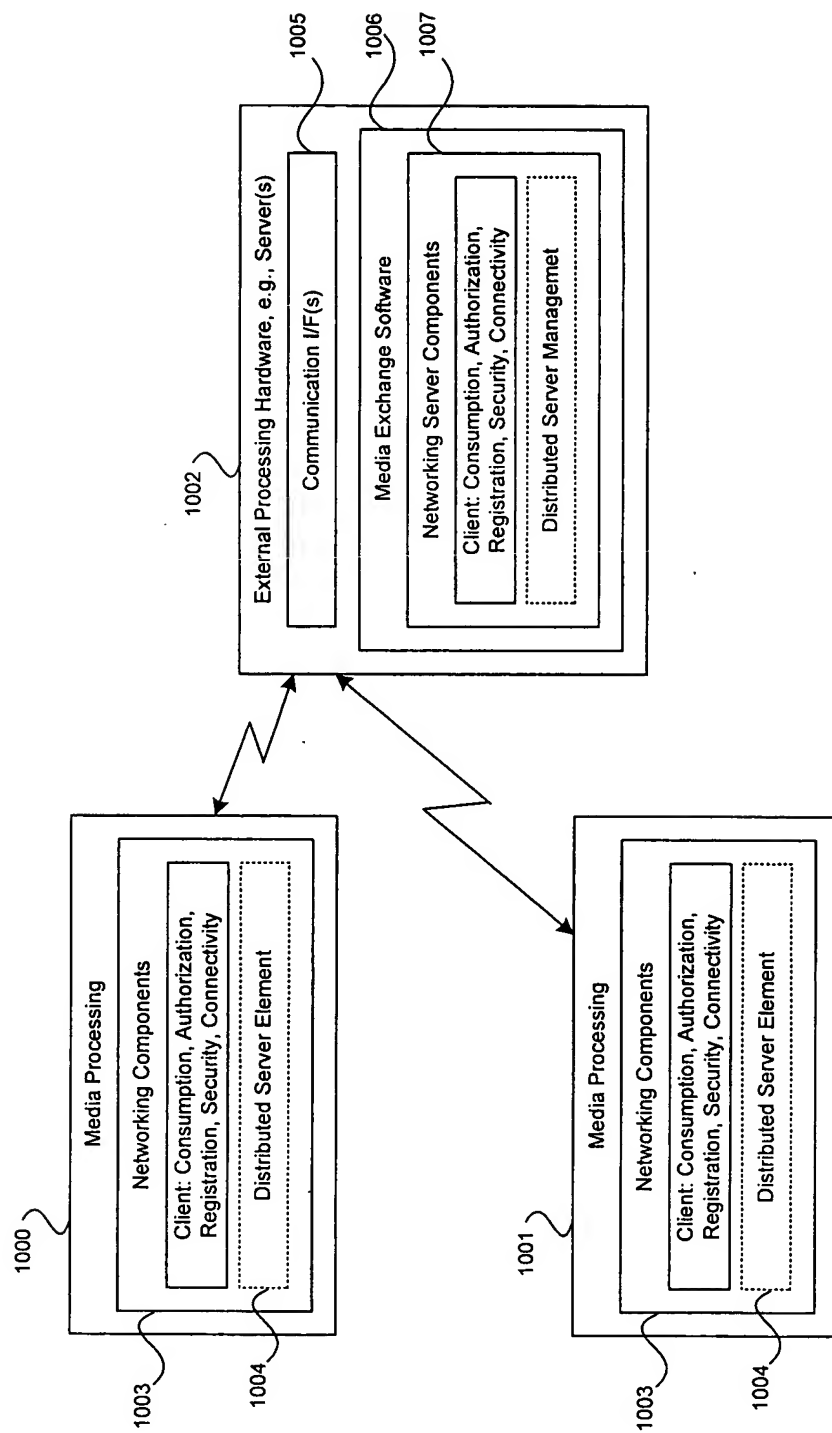 1000
Media Processing
Networking Components
Client: Consumption, Authorization,
Registration, Security, Connectivity
Distributed Server Element
1003
1004
1002
External Processing Hardware, e.g., Server(s)
Communication I/F(s)
Media Exchange Software
Networking Server Components
Client: Consumption, Authorization,
Registration, Security, Connectivity
Distributed Server Managemet
1005
1006
1007
1001
Media Processing
Networking Components
Client: Consumption, Authorization,
Registration, Security, Connectivity
Distributed Server Element
1003
1004